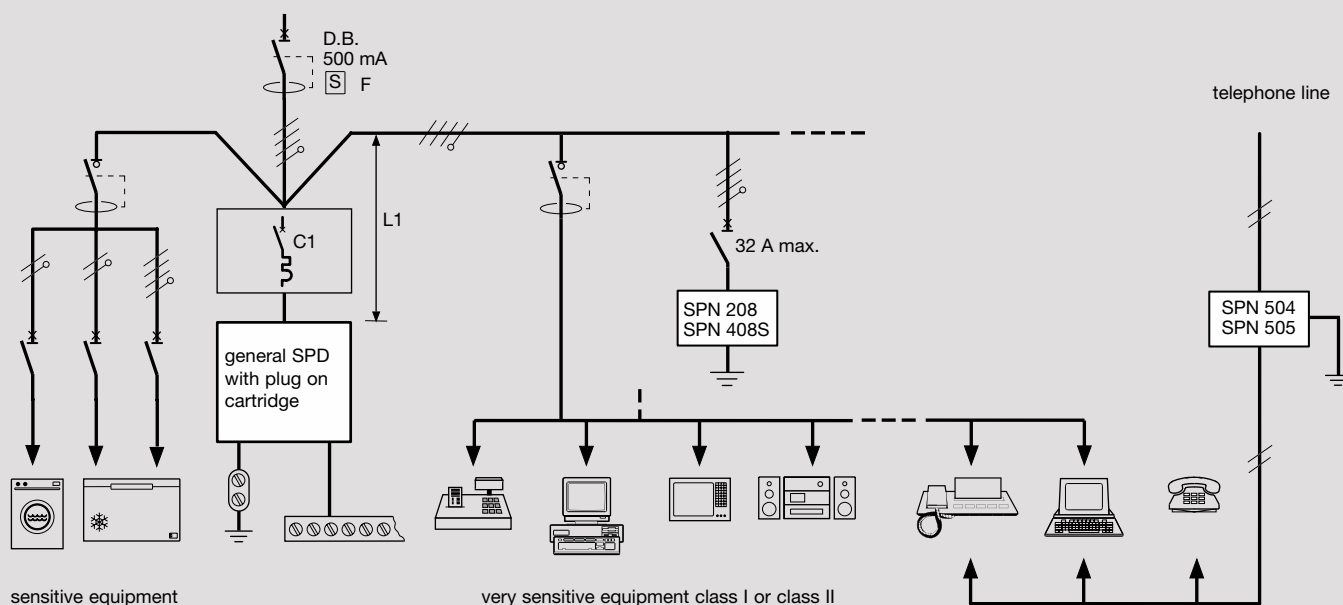 D.B.
500 mA
S F
telephone line
L1
C1
32 A max.
SPN 208
SPN 408S
SPN 504
SPN 505
general SPD
with plug on
cartridge
sensitive equipment
very sensitive equipment class I or class II